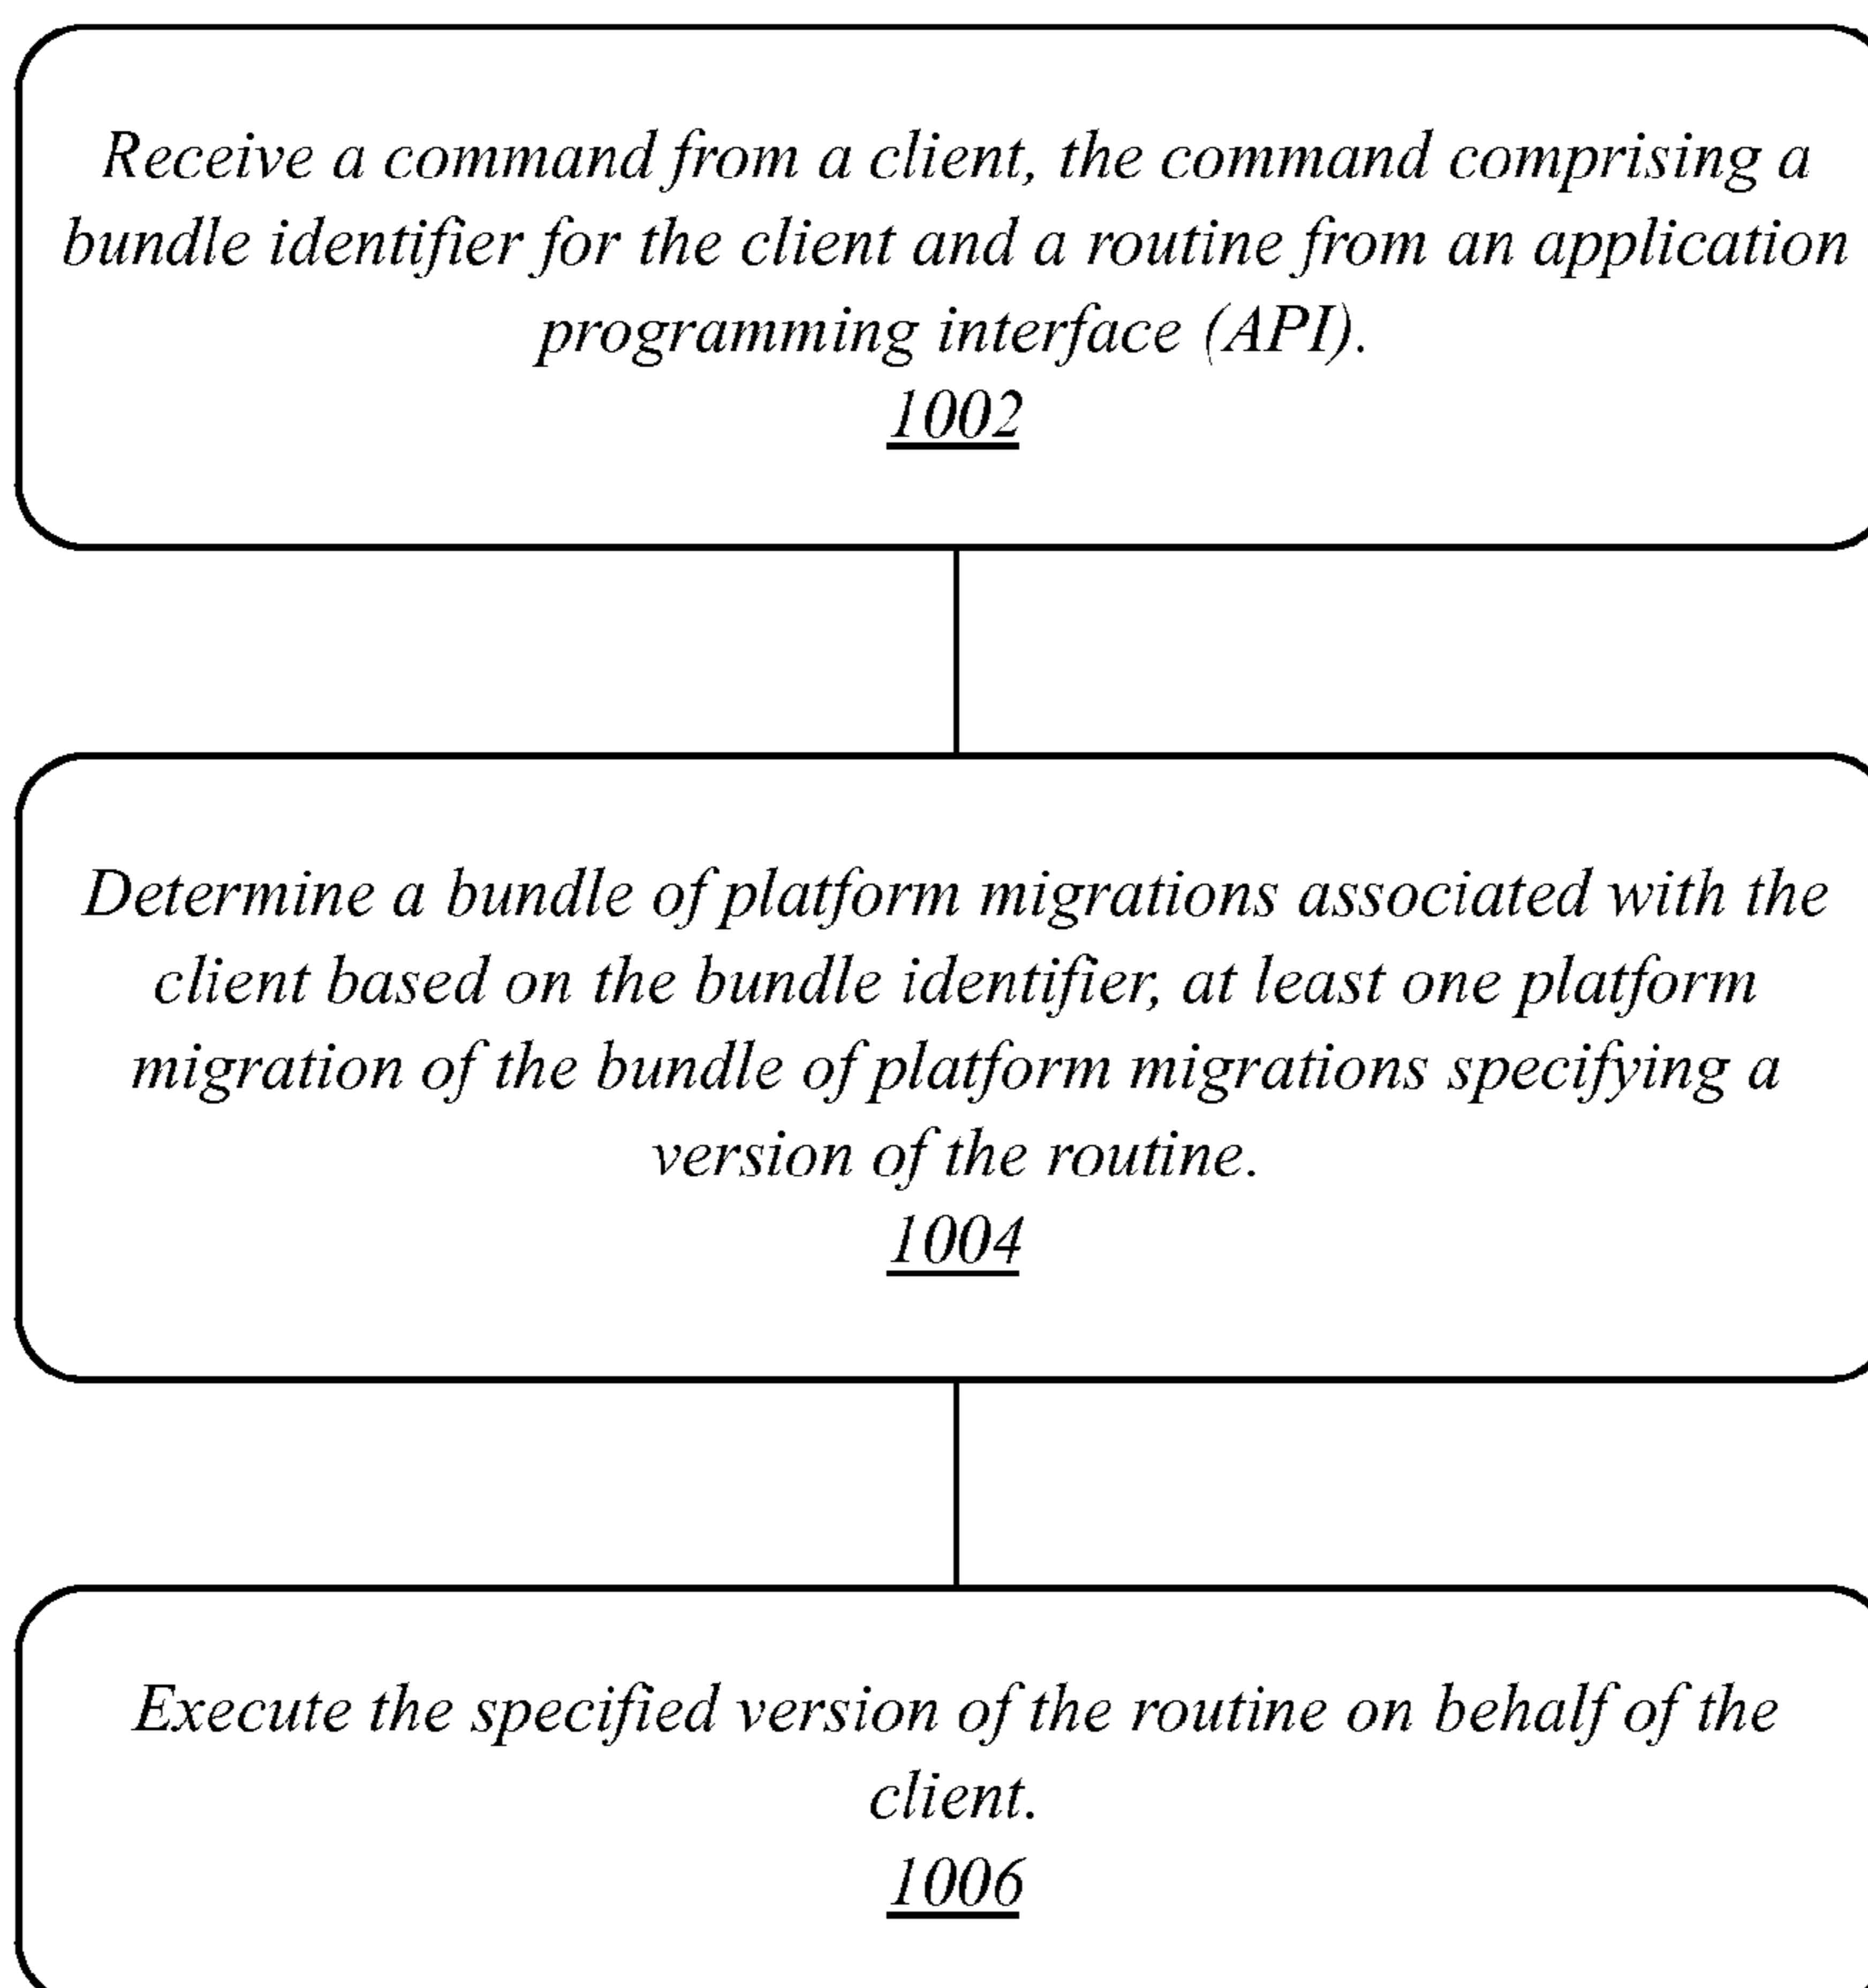 Receive a command from a client, the command comprising a
bundle identifier for the client and a routine from an application
programming interface (API).
1002
Determine a bundle of platform migrations associated with the
client based on the bundle identifier, at least one platform
migration of the bundle of platform migrations specifying a
version of the routine.
1004
Execute the specified version of the routine on behalf of the
client.
1006